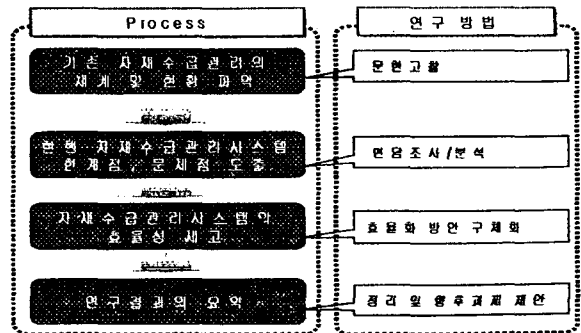 Process
연구 방법
기존 자재수급관리의
체계 및 현황 파악
문헌고찰
현행 자재수급관리시스템
한계점/문제점 도출
면담조사/분석
자재수급관리시스템의
효율성 제고
효율화 방안 구체화
연구결과의 요약
정리 및 향후과제 제안